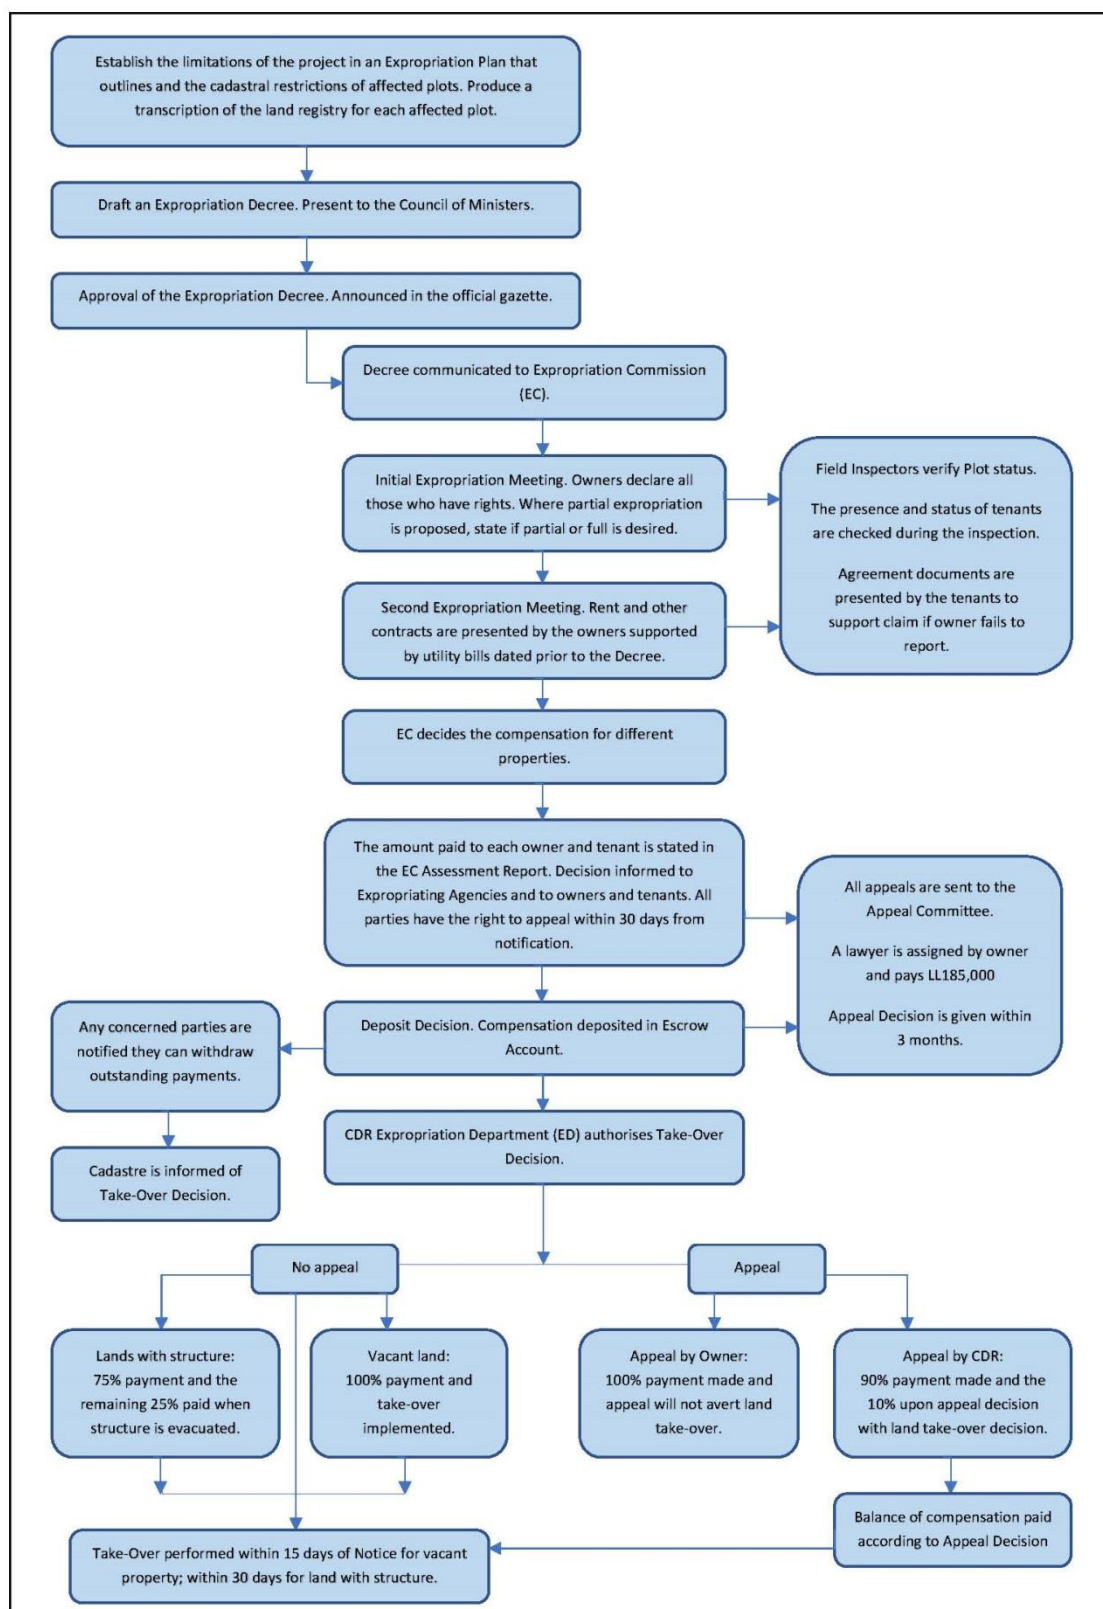 Establish the limitations of the project in an Expropriation Plan that
outlines and the cadastral restrictions of affected plots. Produce a
transcription of the land registry for each affected plot.
Draft an Expropriation Decree. Present to the Council of Ministers.
Approval of the Expropriation Decree. Announced in the official gazette.
Decree communicated to Expropriation Commission
(EC).
Initial Expropriation Meeting. Owners declare all
those who have rights. Where partial expropriation
is proposed, state if partial or full is desired.
Field Inspectors verify Plot status.
The presence and status of tenants
are checked during the inspection.
Agreement documents are
presented by the tenants to
support claim if owner fails to
report.
Second Expropriation Meeting. Rent and other
contracts are presented by the owners supported
by utility bills dated prior to the Decree.
EC decides the compensation for different
properties.
The amount paid to each owner and tenant is stated in
the EC Assessment Report. Decision informed to
Expropriating Agencies and to owners and tenants. All
parties have the right to appeal within 30 days from
notification.
All appeals are sent to the
Appeal Committee.
A lawyer is assigned by owner
and pays LL185,000
Appeal Decision is given within
3 months.
Deposit Decision. Compensation deposited in Escrow
Account.
Any concerned parties are
notified they can withdraw
outstanding payments.
Cadastre is informed of
Take-Over Decision.
CDR Expropriation Department (ED) authorises Take-Over
Decision.
No appeal
Appeal
Lands with structure:
75% payment and the
remaining 25% paid when
structure is evacuated.
Vacant land:
100% payment and
take-over
implemented.
Appeal by Owner:
100% payment made and
appeal will not avert land
take-over.
Appeal by CDR:
90% payment made and the
10% upon appeal decision
with land take-over decision.
Balance of compensation paid
according to Appeal Decision
Take-Over performed within 15 days of Notice for vacant
property; within 30 days for land with structure.